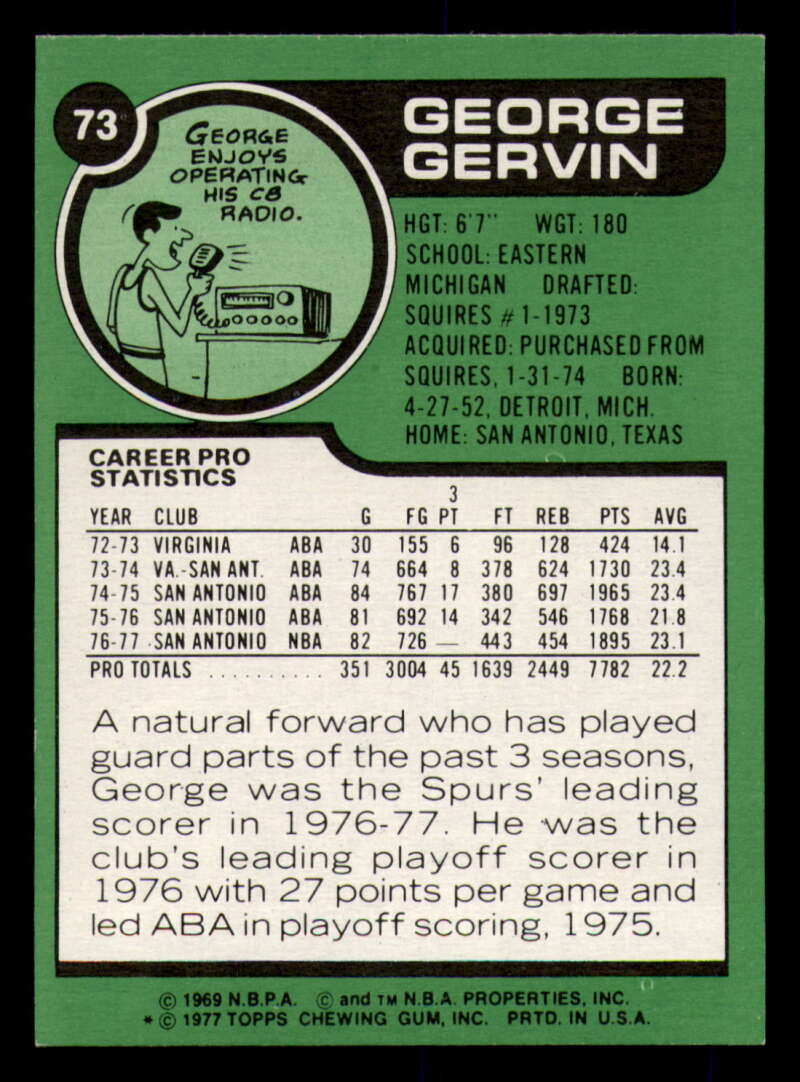 73
GEORGE
ENJOYS
OPERATING
HIS CB
RADIO.
GEORGE
GERVIN
HGT: 6'7" WGT: 180
SCHOOL: EASTERN
MICHIGAN DRAFTED:
SQUIRES #1-1973
ACQUIRED: PURCHASED FROM
SQUIRES, 1-31-74 BORN:
4-27-52, DETROIT, MICH.
HOME: SAN ANTONIO, TEXAS
CAREER PRO
STATISTICS
3
YEAR CLUB G FG PT FT REB PTS AVG
72-73 VIRGINIA ABA 30 155 6 96 128 424 14.1
73-74 VA.-SAN ANT. ABA 74 664 8 378 624 1730 23.4
74-75 SAN ANTONIO ABA 84 767 17 380 697 1965 23.4
75-76 SAN ANTONIO ABA 81 692 14 342 546 1768 21.8
76-77 SAN ANTONIO NBA 82 726 — 443 454 1895 23.1
PRO TOTALS .......... 351 3004 45 1639 2449 7782 22.2
A natural forward who has played
guard parts of the past 3 seasons,
George was the Spurs' leading
scorer in 1976-77. He was the
club's leading playoff scorer in
1976 with 27 points per game and
led ABA in playoff scoring, 1975.
© 1969 N.B.P.A. © and TM N.B.A. PROPERTIES, INC.
* © 1977 TOPPS CHEWING GUM, INC. PRTD. IN U.S.A.